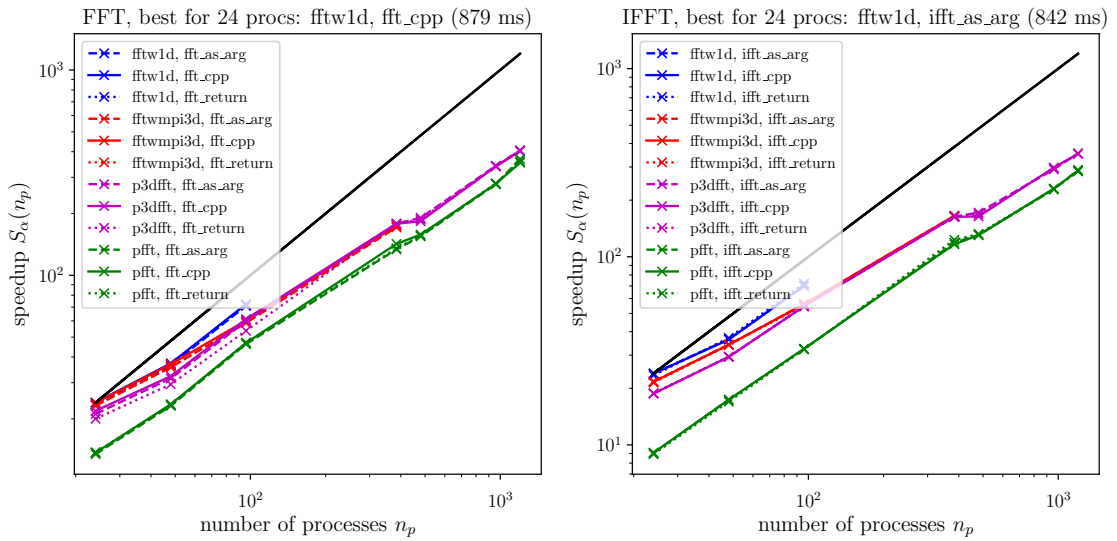 FFT, best for 24 procs: fftw1d, fft_cpp (879 ms)
10^3
10^2
speedup S_α(n_p)
fftw1d, fft_as_arg
fftw1d, fft_cpp
fftw1d, fft_return
fftwmpi3d, fft_as_arg
fftwmpi3d, fft_cpp
fftwmpi3d, fft_return
p3dfft, fft_as_arg
p3dfft, fft_cpp
p3dfft, fft_return
pfft, fft_as_arg
pfft, fft_cpp
pfft, fft_return
10^2
10^3
number of processes n_p
IFFT, best for 24 procs: fftw1d, ifft_as_arg (842 ms)
10^3
10^2
10^1
speedup S_α(n_p)
fftw1d, ifft_as_arg
fftw1d, ifft_cpp
fftw1d, ifft_return
fftwmpi3d, ifft_as_arg
fftwmpi3d, ifft_cpp
fftwmpi3d, ifft_return
p3dfft, ifft_as_arg
p3dfft, ifft_cpp
p3dfft, ifft_return
pfft, ifft_as_arg
pfft, ifft_cpp
pfft, ifft_return
10^2
10^3
number of processes n_p